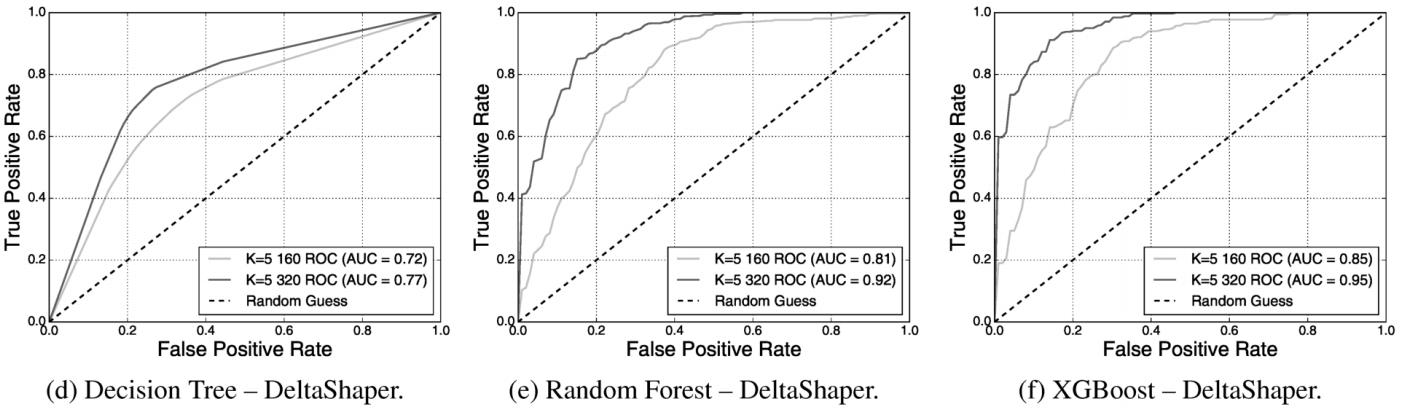 True Positive Rate
1.0
0.8
0.6
0.4
0.2
0.0
K=5 160 ROC (AUC = 0.72)
K=5 320 ROC (AUC = 0.77)
Random Guess
0.0 0.2 0.4 0.6 0.8 1.0
False Positive Rate
(d) Decision Tree – DeltaShaper.
True Positive Rate
1.0
0.8
0.6
0.4
0.2
0.0
K=5 160 ROC (AUC = 0.81)
K=5 320 ROC (AUC = 0.92)
Random Guess
0.0 0.2 0.4 0.6 0.8 1.0
False Positive Rate
(e) Random Forest – DeltaShaper.
True Positive Rate
1.0
0.8
0.6
0.4
0.2
0.0
K=5 160 ROC (AUC = 0.85)
K=5 320 ROC (AUC = 0.95)
Random Guess
0.0 0.2 0.4 0.6 0.8 1.0
False Positive Rate
(f) XGBoost – DeltaShaper.